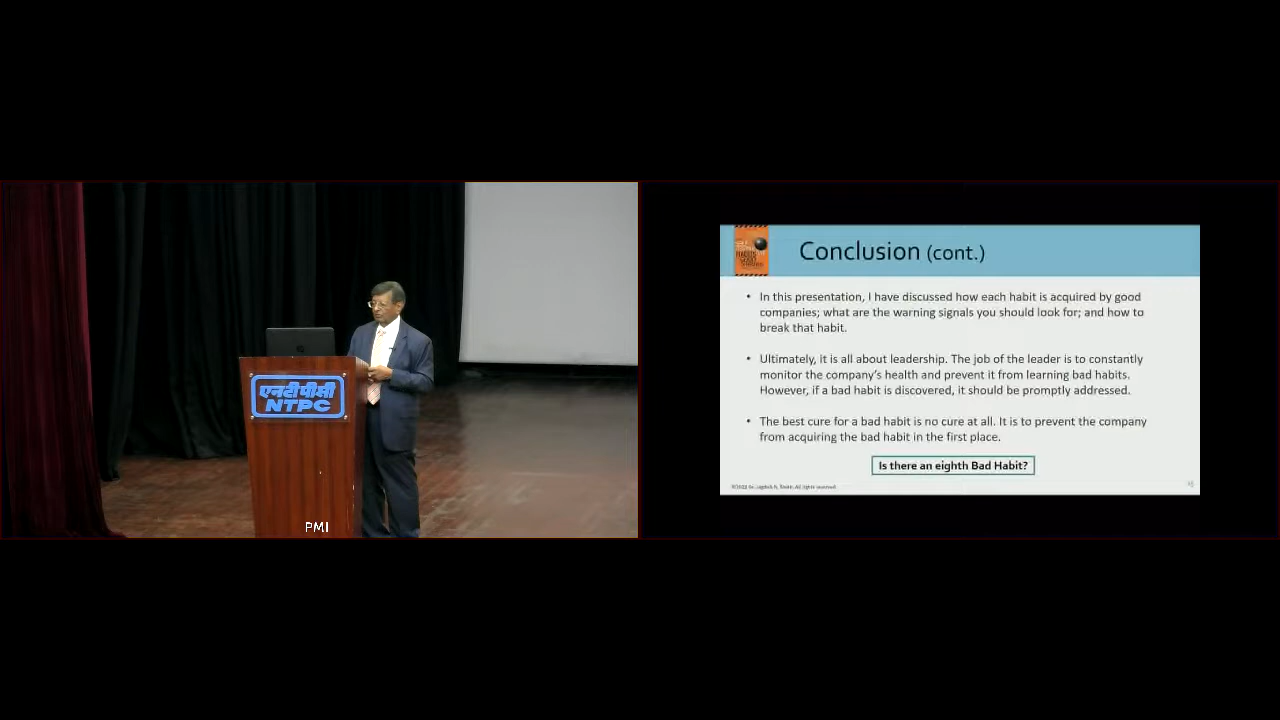 एनटीपीसी
NTPC
PMI
Conclusion (cont.)
• In this presentation, I have discussed how each habit is acquired by good
companies; what are the warning signals you should look for; and how to
break that habit.
• Ultimately, it is all about leadership. The job of the leader is to constantly
monitor the company's health and prevent it from learning bad habits.
However, if a bad habit is discovered, it should be promptly addressed.
• The best cure for a bad habit is no cure at all. It is to prevent the company
from acquiring the bad habit in the first place.
Is there an eighth Bad Habit?